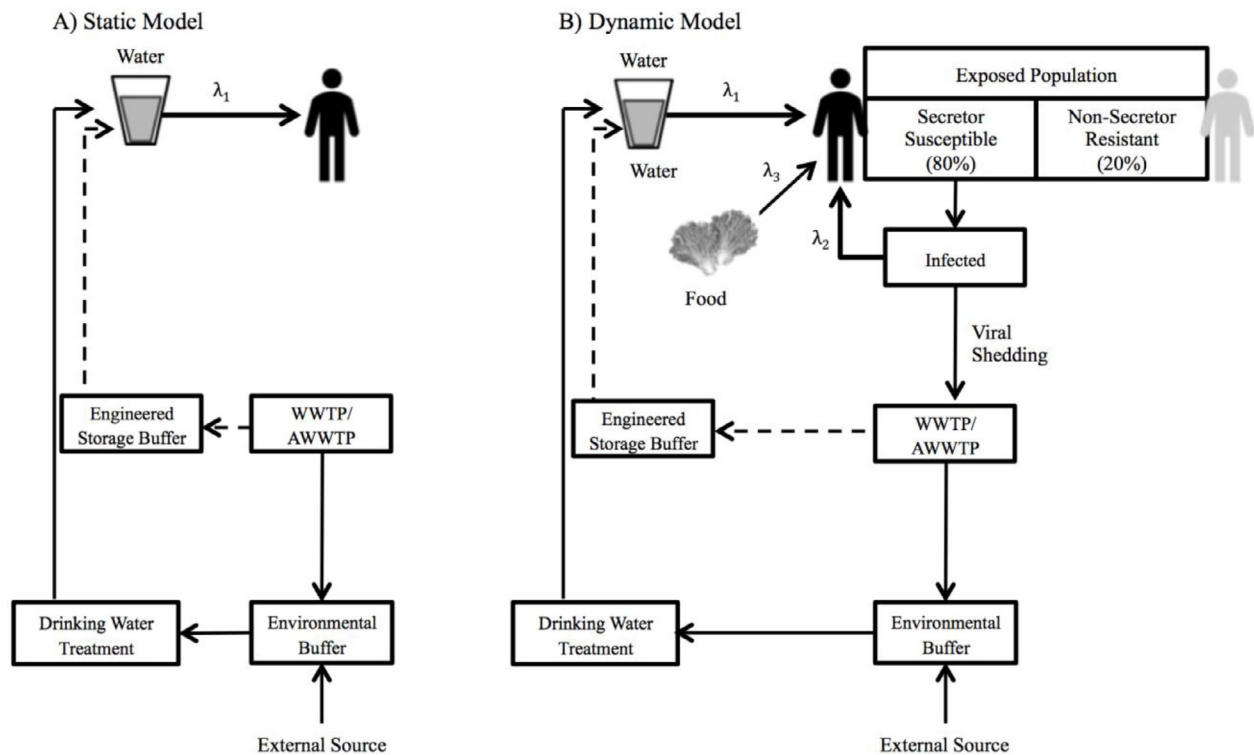 A) Static Model
Water
λ1
Engineered
Storage Buffer
WWTP/
AWWTP
Drinking Water
Treatment
Environmental
Buffer
External Source
B) Dynamic Model
Water
λ1
Water
Exposed Population
Secretor
Susceptible
(80%)
Non-Secretor
Resistant
(20%)
λ3
λ2
Food
Infected
Viral
Shedding
Engineered
Storage Buffer
WWTP/
AWWTP
Drinking Water
Treatment
Environmental
Buffer
External Source